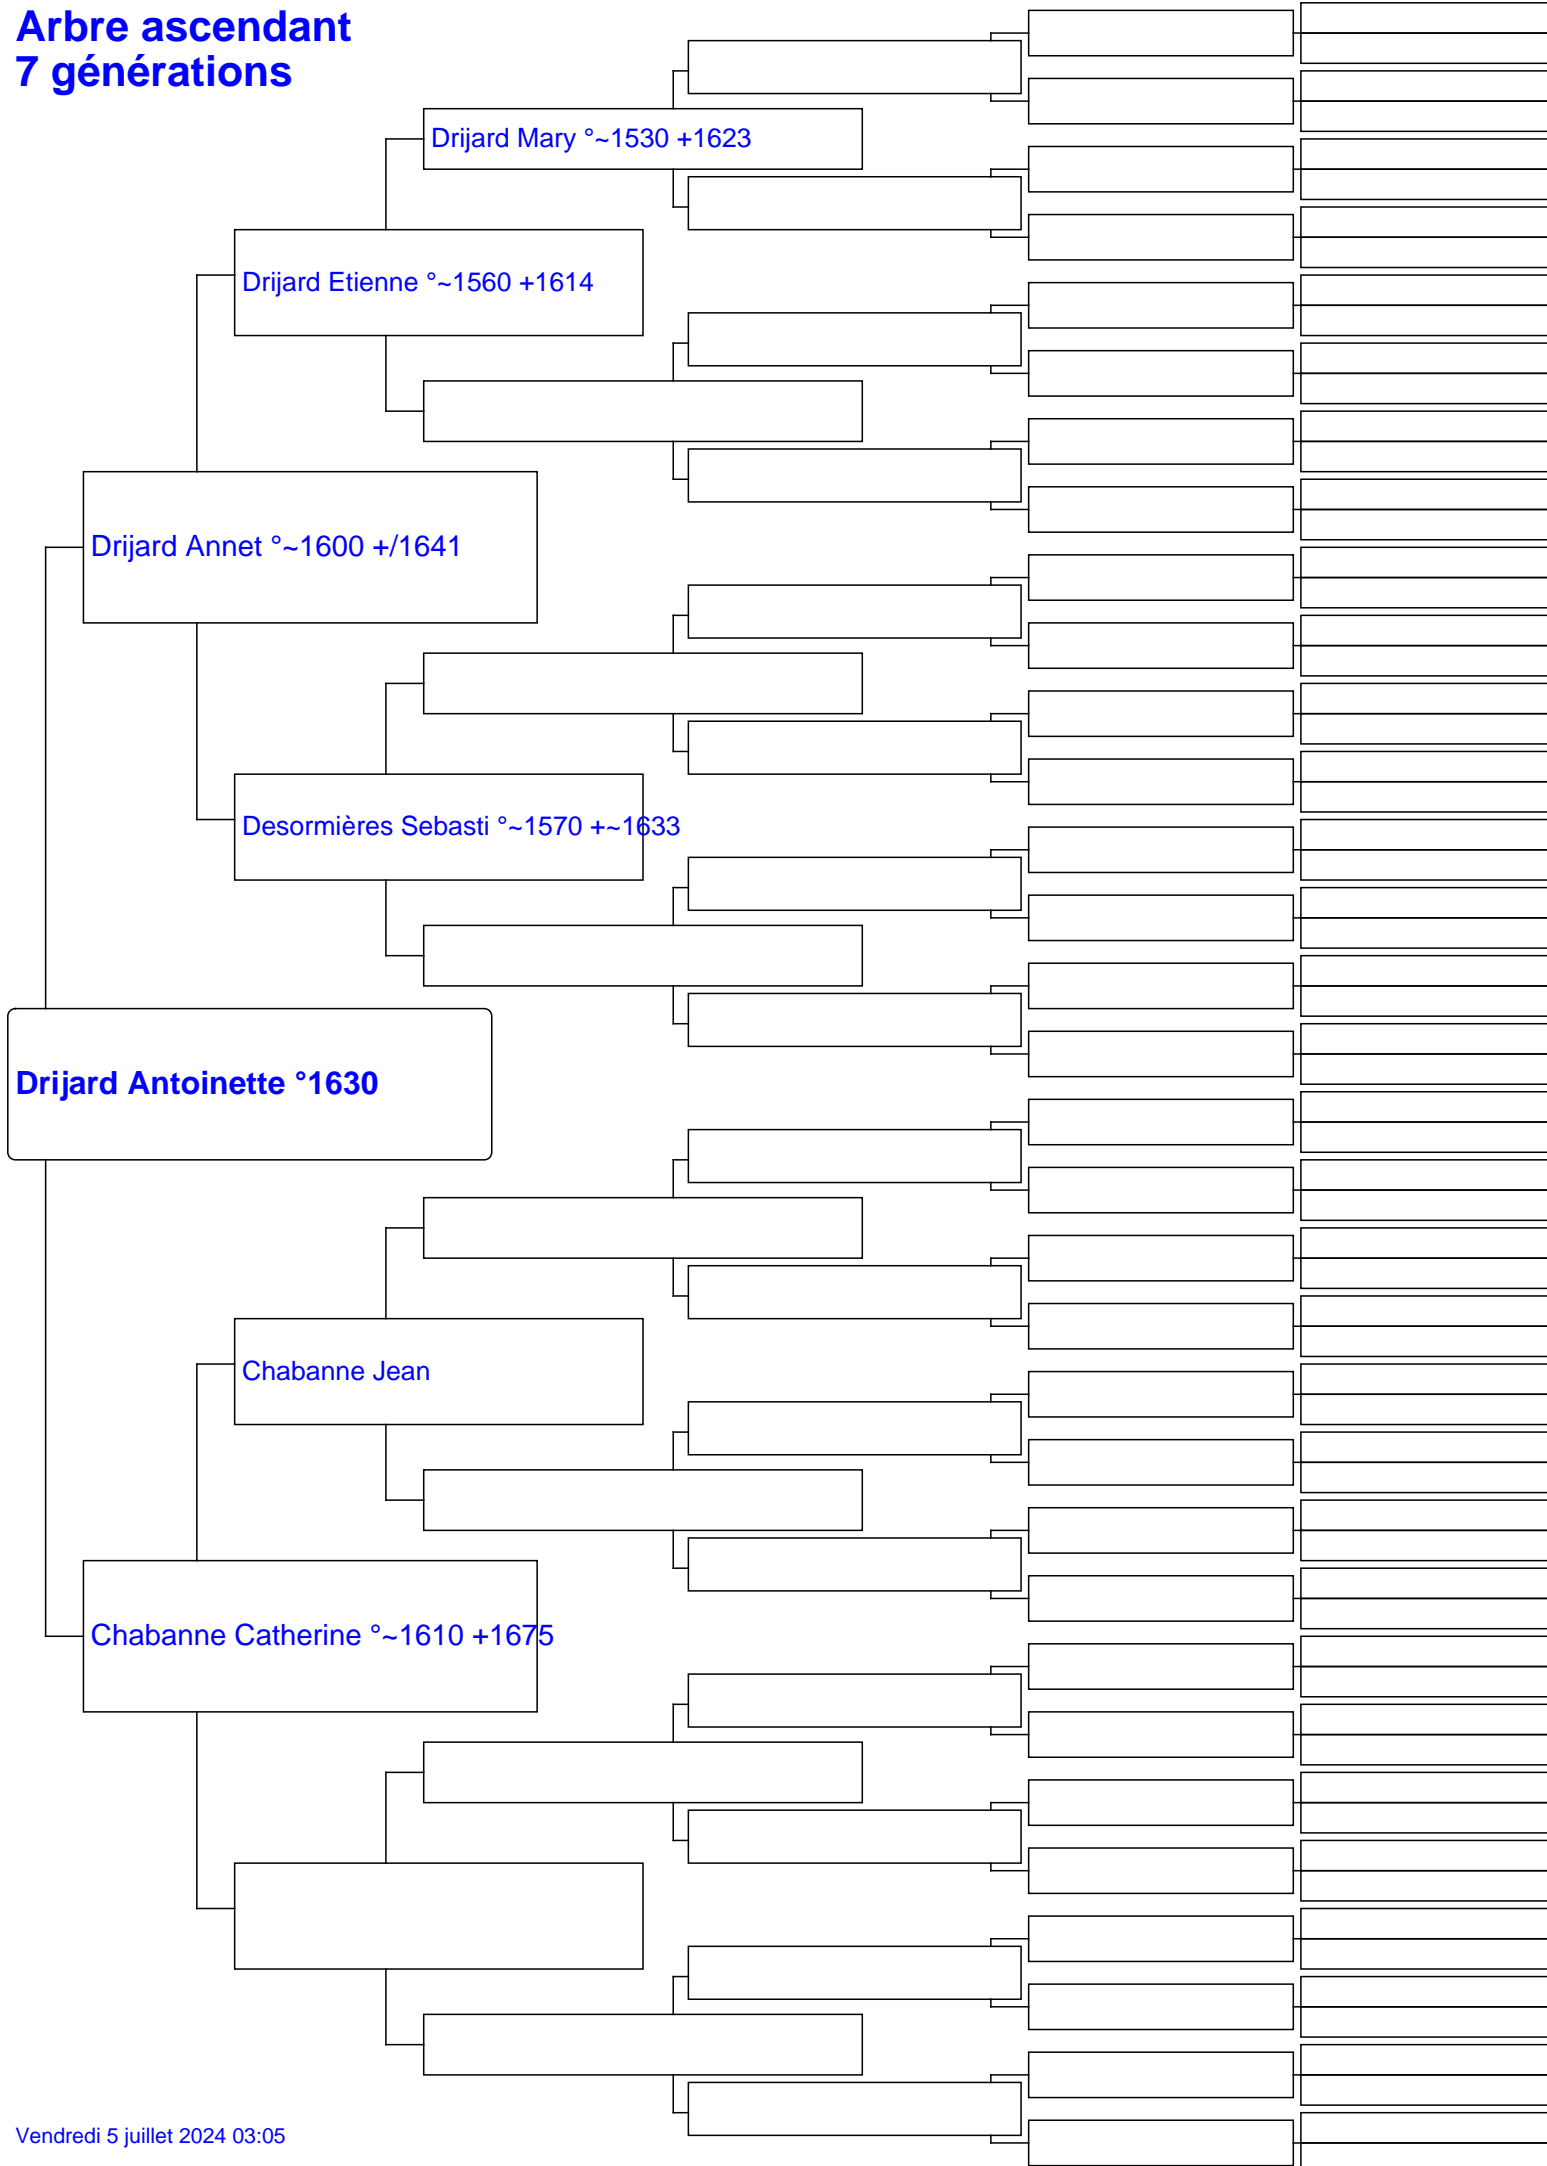 Arbre ascendant
7 générations
Drijard Mary °~1530 +1623
Drijard Etienne °~1560 +1614
Drijard Annet °~1600 +/1641
Desormières Sebasti °~1570 +~1633
Drijard Antoinette °1630
Chabanne Jean
Chabanne Catherine °~1610 +1675
Vendredi 5 juillet 2024 03:05